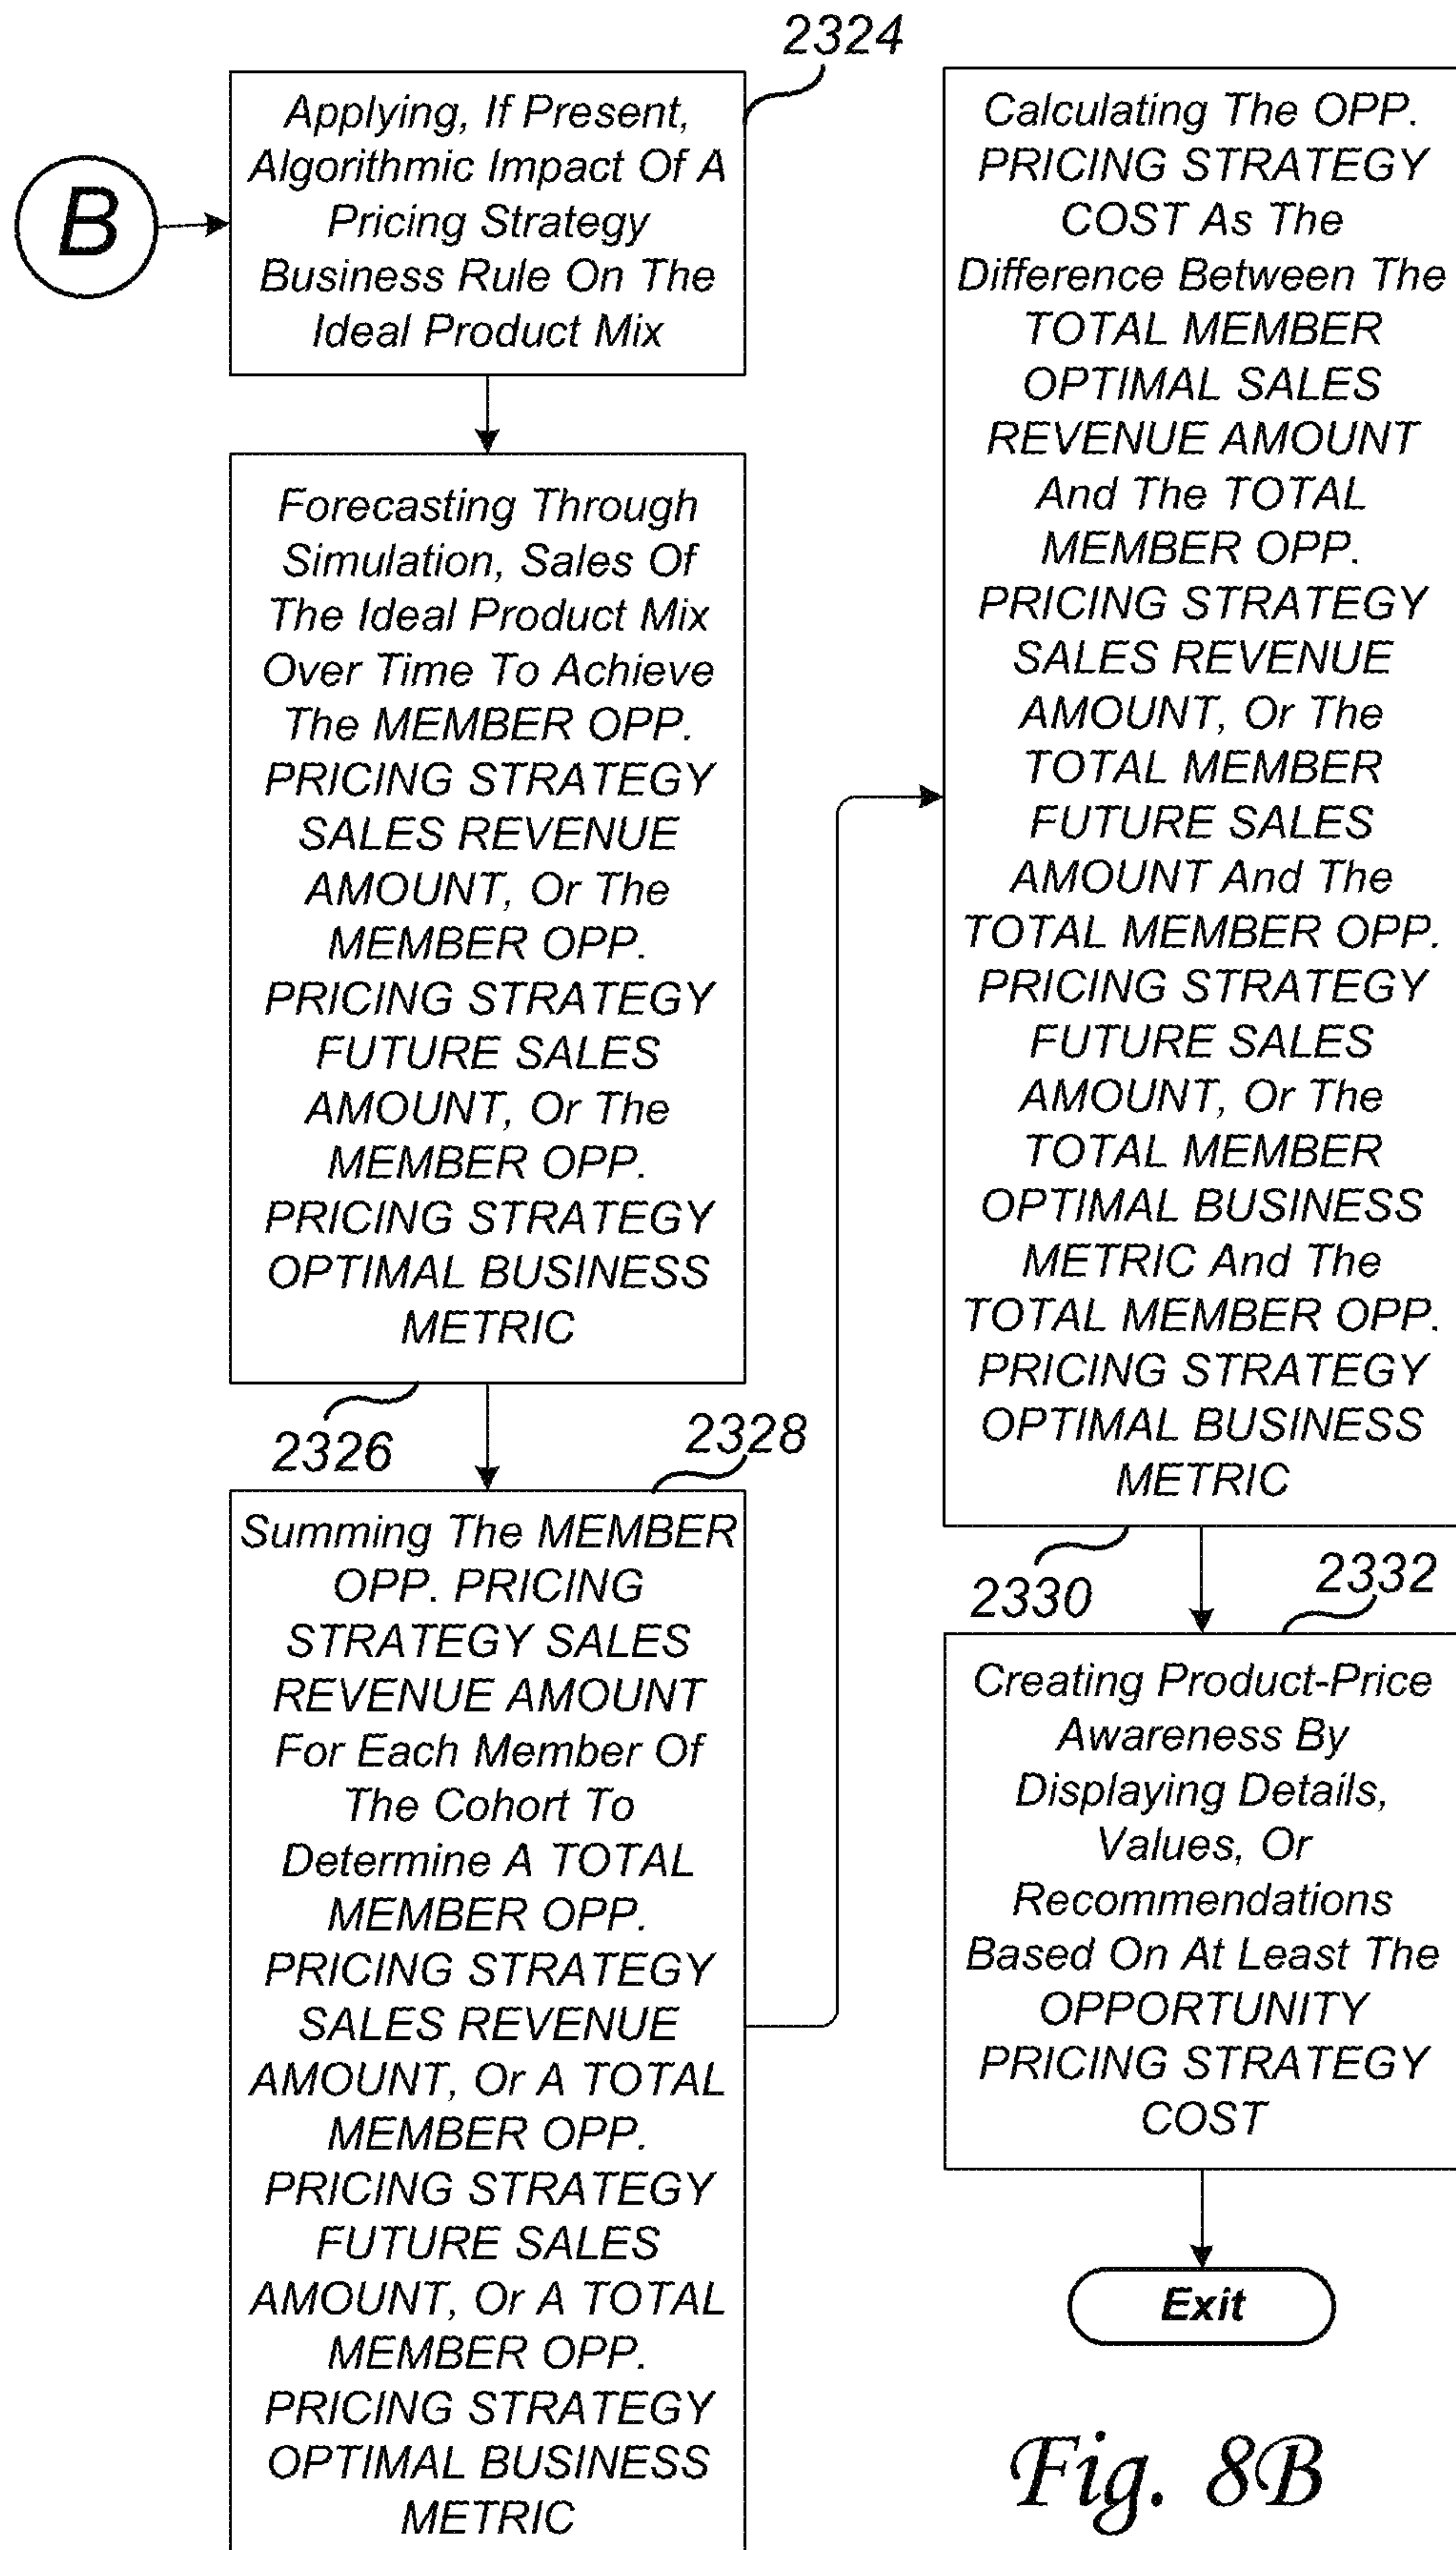 2324
B
Applying, If Present,
Algorithmic Impact Of A
Pricing Strategy
Business Rule On The
Ideal Product Mix
Forecasting Through
Simulation, Sales Of
The Ideal Product Mix
Over Time To Achieve
The MEMBER OPP.
PRICING STRATEGY
SALES REVENUE
AMOUNT, Or The
MEMBER OPP.
PRICING STRATEGY
FUTURE SALES
AMOUNT, Or The
MEMBER OPP.
PRICING STRATEGY
OPTIMAL BUSINESS
METRIC
2326
2328
Summing The MEMBER
OPP. PRICING
STRATEGY SALES
REVENUE AMOUNT
For Each Member Of
The Cohort To
Determine A TOTAL
MEMBER OPP.
PRICING STRATEGY
SALES REVENUE
AMOUNT, Or A TOTAL
MEMBER OPP.
PRICING STRATEGY
FUTURE SALES
AMOUNT, Or A TOTAL
MEMBER OPP.
PRICING STRATEGY
OPTIMAL BUSINESS
METRIC
Calculating The OPP.
PRICING STRATEGY
COST As The
Difference Between The
TOTAL MEMBER
OPTIMAL SALES
REVENUE AMOUNT
And The TOTAL
MEMBER OPP.
PRICING STRATEGY
SALES REVENUE
AMOUNT, Or The
TOTAL MEMBER
FUTURE SALES
AMOUNT And The
TOTAL MEMBER OPP.
PRICING STRATEGY
FUTURE SALES
AMOUNT, Or The
TOTAL MEMBER
OPTIMAL BUSINESS
METRIC And The
TOTAL MEMBER OPP.
PRICING STRATEGY
OPTIMAL BUSINESS
METRIC
2330
2332
Creating Product-Price
Awareness By
Displaying Details,
Values, Or
Recommendations
Based On At Least The
OPPORTUNITY
PRICING STRATEGY
COST
Exit
Fig. 8B